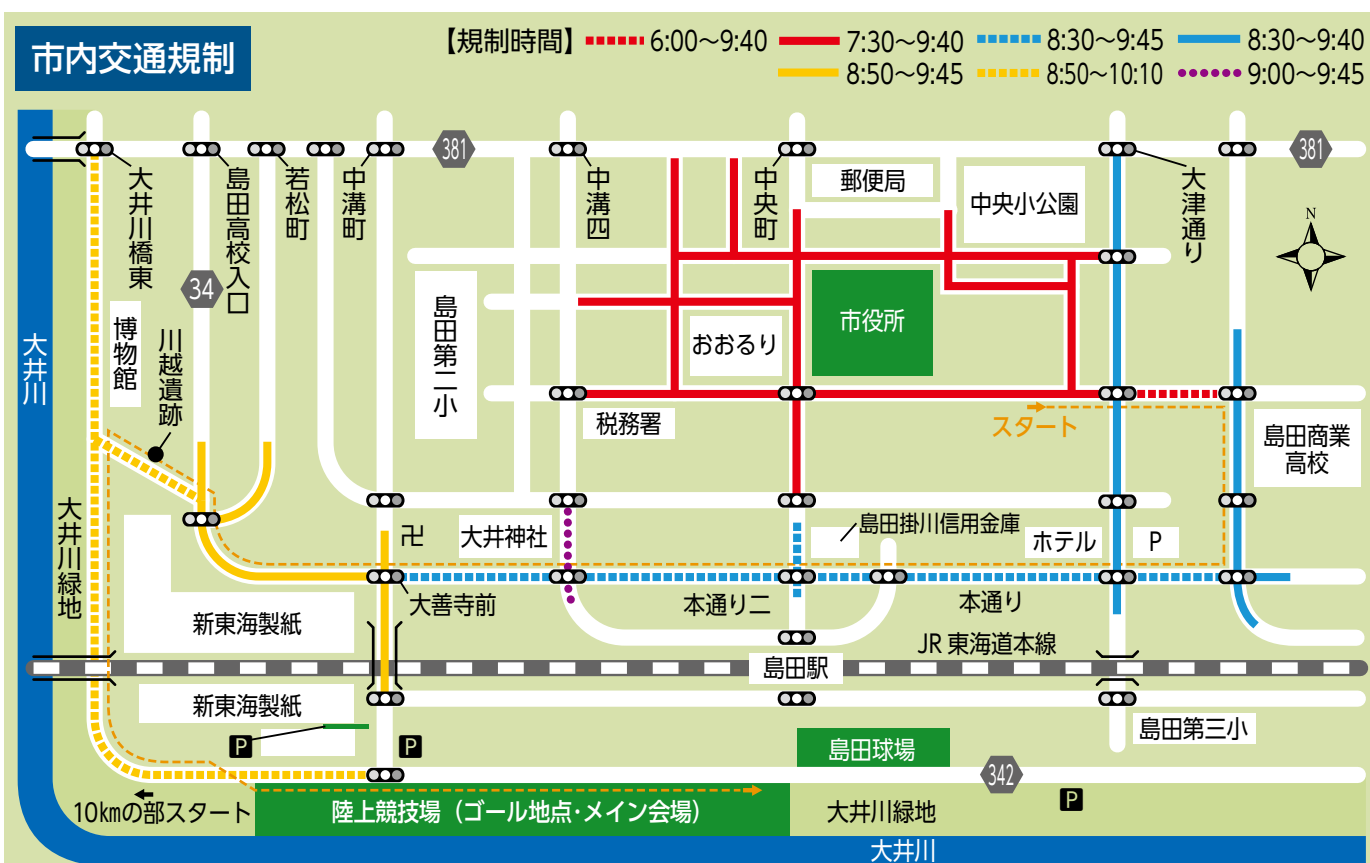 市内交通規制
【規制時間】 6:00〜9:40 7:30〜9:40 8:30〜9:45 8:30〜9:40
8:50〜9:45 8:50〜10:10 9:00〜9:45
381
381
大井川橋東
島田高校入口
若松町
中溝町
中溝四
中央町
大津通り
郵便局
中央小公園
N
34
博物館
川越遺跡
島田第二小
おおるり
市役所
大井川
税務署
スタート
島田商業
高校
大井川緑地
卍
大井神社
島田掛川信用金庫
ホテル
P
大善寺前
本通り二
本通り
新東海製紙
JR東海道本線
島田駅
新東海製紙
P
P
島田球場
島田第三小
342
P
10kmの部スタート
陸上競技場(ゴール地点・メイン会場)
大井川緑地
大井川